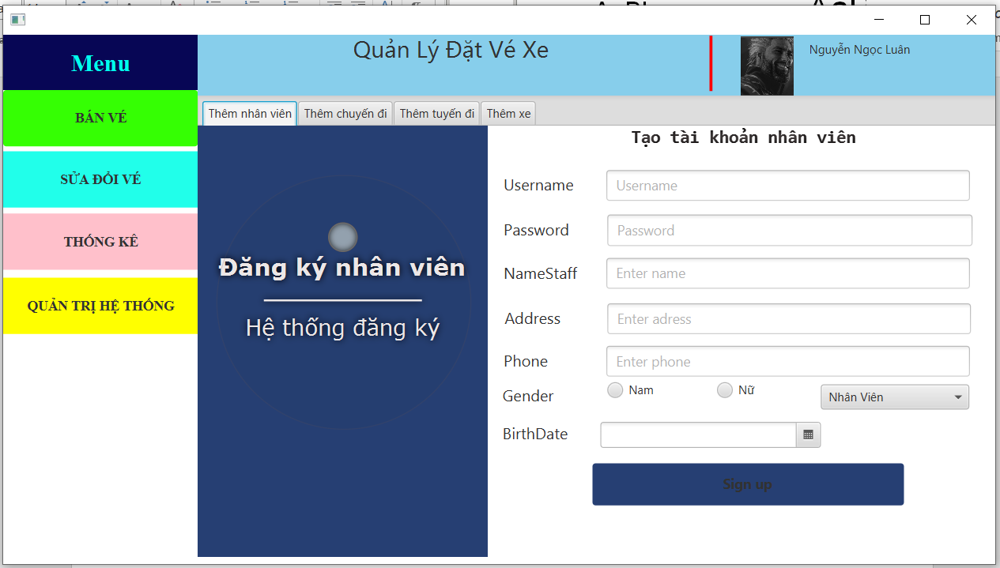 Menu
Quản Lý Đặt Vé Xe
Nguyễn Ngọc Luân
BÁN VÉ
SỬA ĐỔI VÉ
THỐNG KÊ
QUẢN TRỊ HỆ THỐNG
Thêm nhân viên
Thêm chuyến đi
Thêm tuyến đi
Thêm xe
Đăng ký nhân viên
Hệ thống đăng ký
Tạo tài khoản nhân viên
Username
Username
Password
Password
NameStaff
Enter name
Address
Enter adress
Phone
Enter phone
Gender
Nam
Nữ
Nhân Viên
BirthDate
Sign up